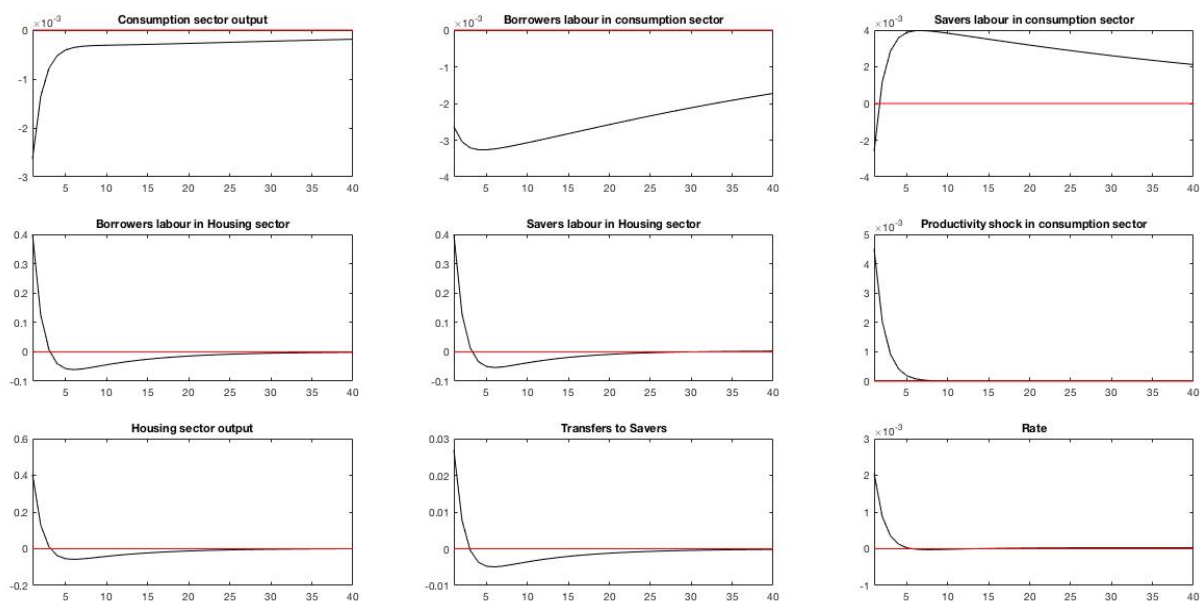 Consumption sector output
×10⁻³
0
-1
-2
-3
5 10 15 20 25 30 35 40
Borrowers labour in consumption sector
×10⁻³
0
-1
-2
-3
-4
5 10 15 20 25 30 35 40
Savers labour in consumption sector
×10⁻³
4
2
0
-2
-4
5 10 15 20 25 30 35 40
Borrowers labour in Housing sector
0.4
0.3
0.2
0.1
0
-0.1
5 10 15 20 25 30 35 40
Savers labour in Housing sector
0.4
0.3
0.2
0.1
0
-0.1
5 10 15 20 25 30 35 40
Productivity shock in consumption sector
×10⁻³
5
4
3
2
1
0
5 10 15 20 25 30 35 40
Housing sector output
0.6
0.4
0.2
0
-0.2
5 10 15 20 25 30 35 40
Transfers to Savers
0.03
0.02
0.01
0
-0.01
5 10 15 20 25 30 35 40
Rate
×10⁻³
3
2
1
0
-1
5 10 15 20 25 30 35 40